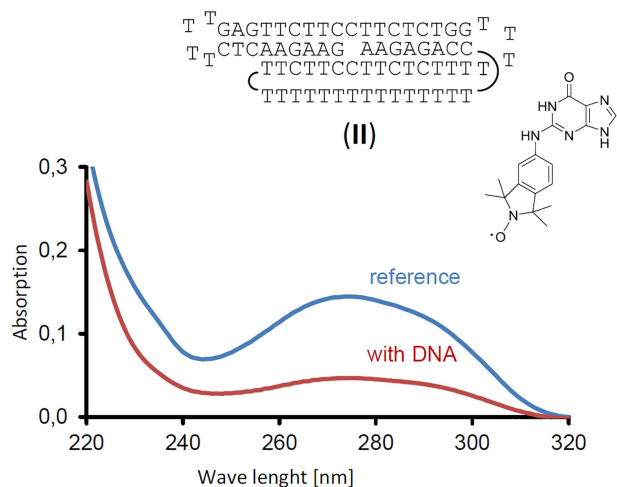 T T GAGTTCTTCCTTCTCTGG T T
T T CTCAAGAAG AAGAGACC T T
TTCTTCCTTCTCTTT T
TTTTTTTTTTTTTTT
(II)
O
HN
N
HN
N
N
H
N
•O
0,3
0,2
0,1
0,0
Absorption
reference
with DNA
220
240
260
280
300
320
Wave lenght [nm]